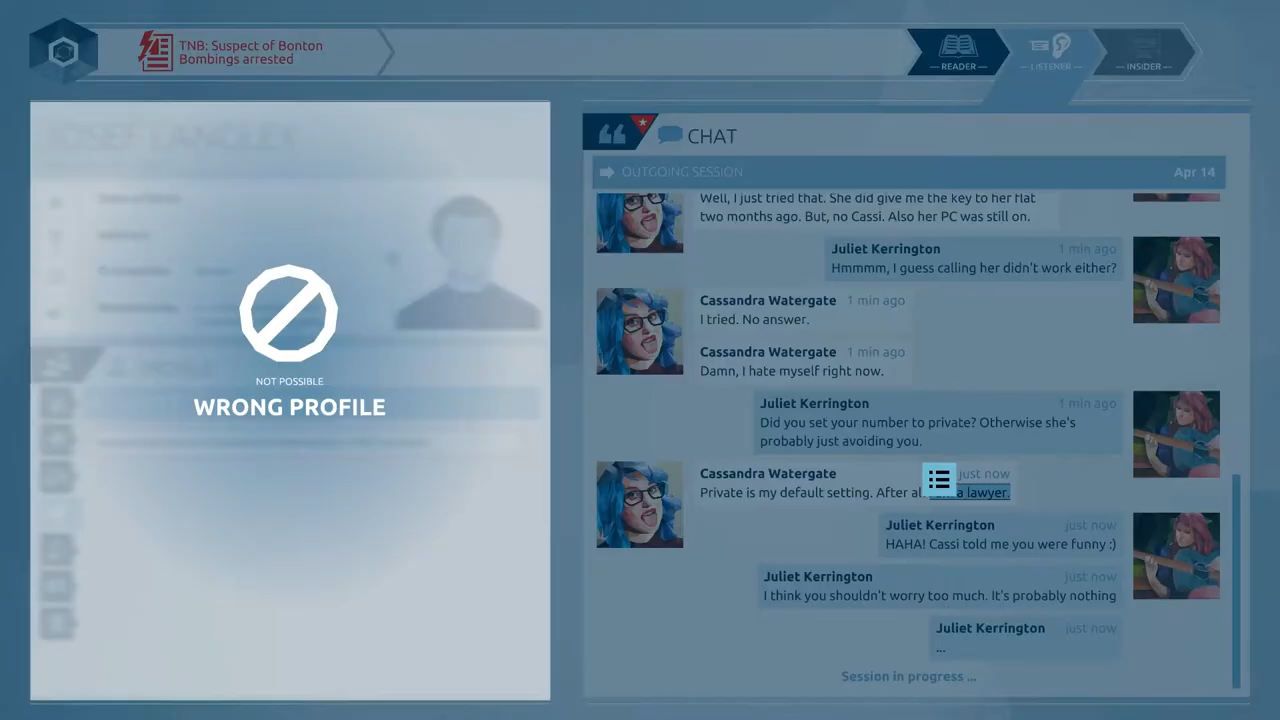 TNB: Suspect of Bonton
Bombings arrested
— READER —
— LISTENER —
— INSIDER —
NOT POSSIBLE
WRONG PROFILE
CHAT
OUTGOING SESSION Apr 14
Well, I just tried that. She did give me the key to her flat
two months ago. But, no Cassi. Also her PC was still on.
Juliet Kerrington 1 min ago
Hmmmm, I guess calling her didn't work either?
Cassandra Watergate 1 min ago
I tried. No answer.
Cassandra Watergate 1 min ago
Damn, I hate myself right now.
Juliet Kerrington 1 min ago
Did you set your number to private? Otherwise she's
probably just avoiding you.
Cassandra Watergate just now
Private is my default setting. After a lawyer.
Juliet Kerrington just now
HAHA! Cassi told me you were funny :)
Juliet Kerrington just now
I think you shouldn't worry too much. It's probably nothing
Juliet Kerrington just now
...
Session in progress ...